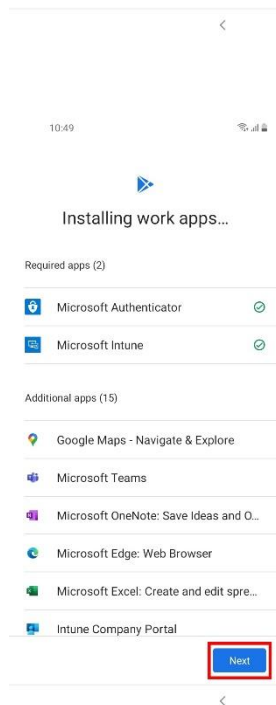 10:49
Installing work apps...
Required apps (2)
Microsoft Authenticator
Microsoft Intune
Additional apps (15)
Google Maps - Navigate & Explore
Microsoft Teams
Microsoft OneNote: Save Ideas and O...
Microsoft Edge: Web Browser
Microsoft Excel: Create and edit spre...
Intune Company Portal
Next